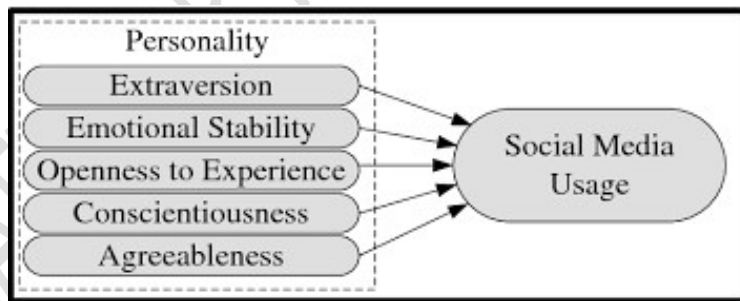 Personality
Extraversion
Emotional Stability
Openness to Experience
Conscientiousness
Agreeableness
Social Media
Usage